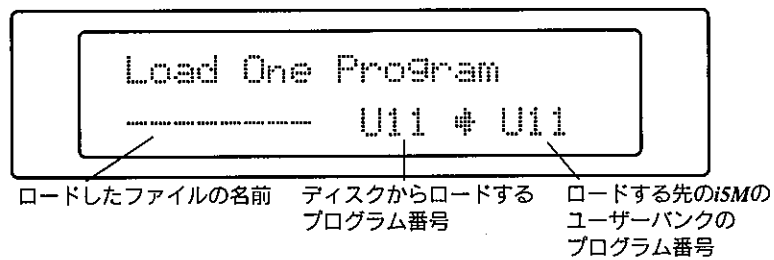 Load One Program
-------- U11 → U11
ロードしたファイルの名前
ディスクからロードする
プログラム番号
ロードする先のiSMの
ユーザーバンクの
プログラム番号